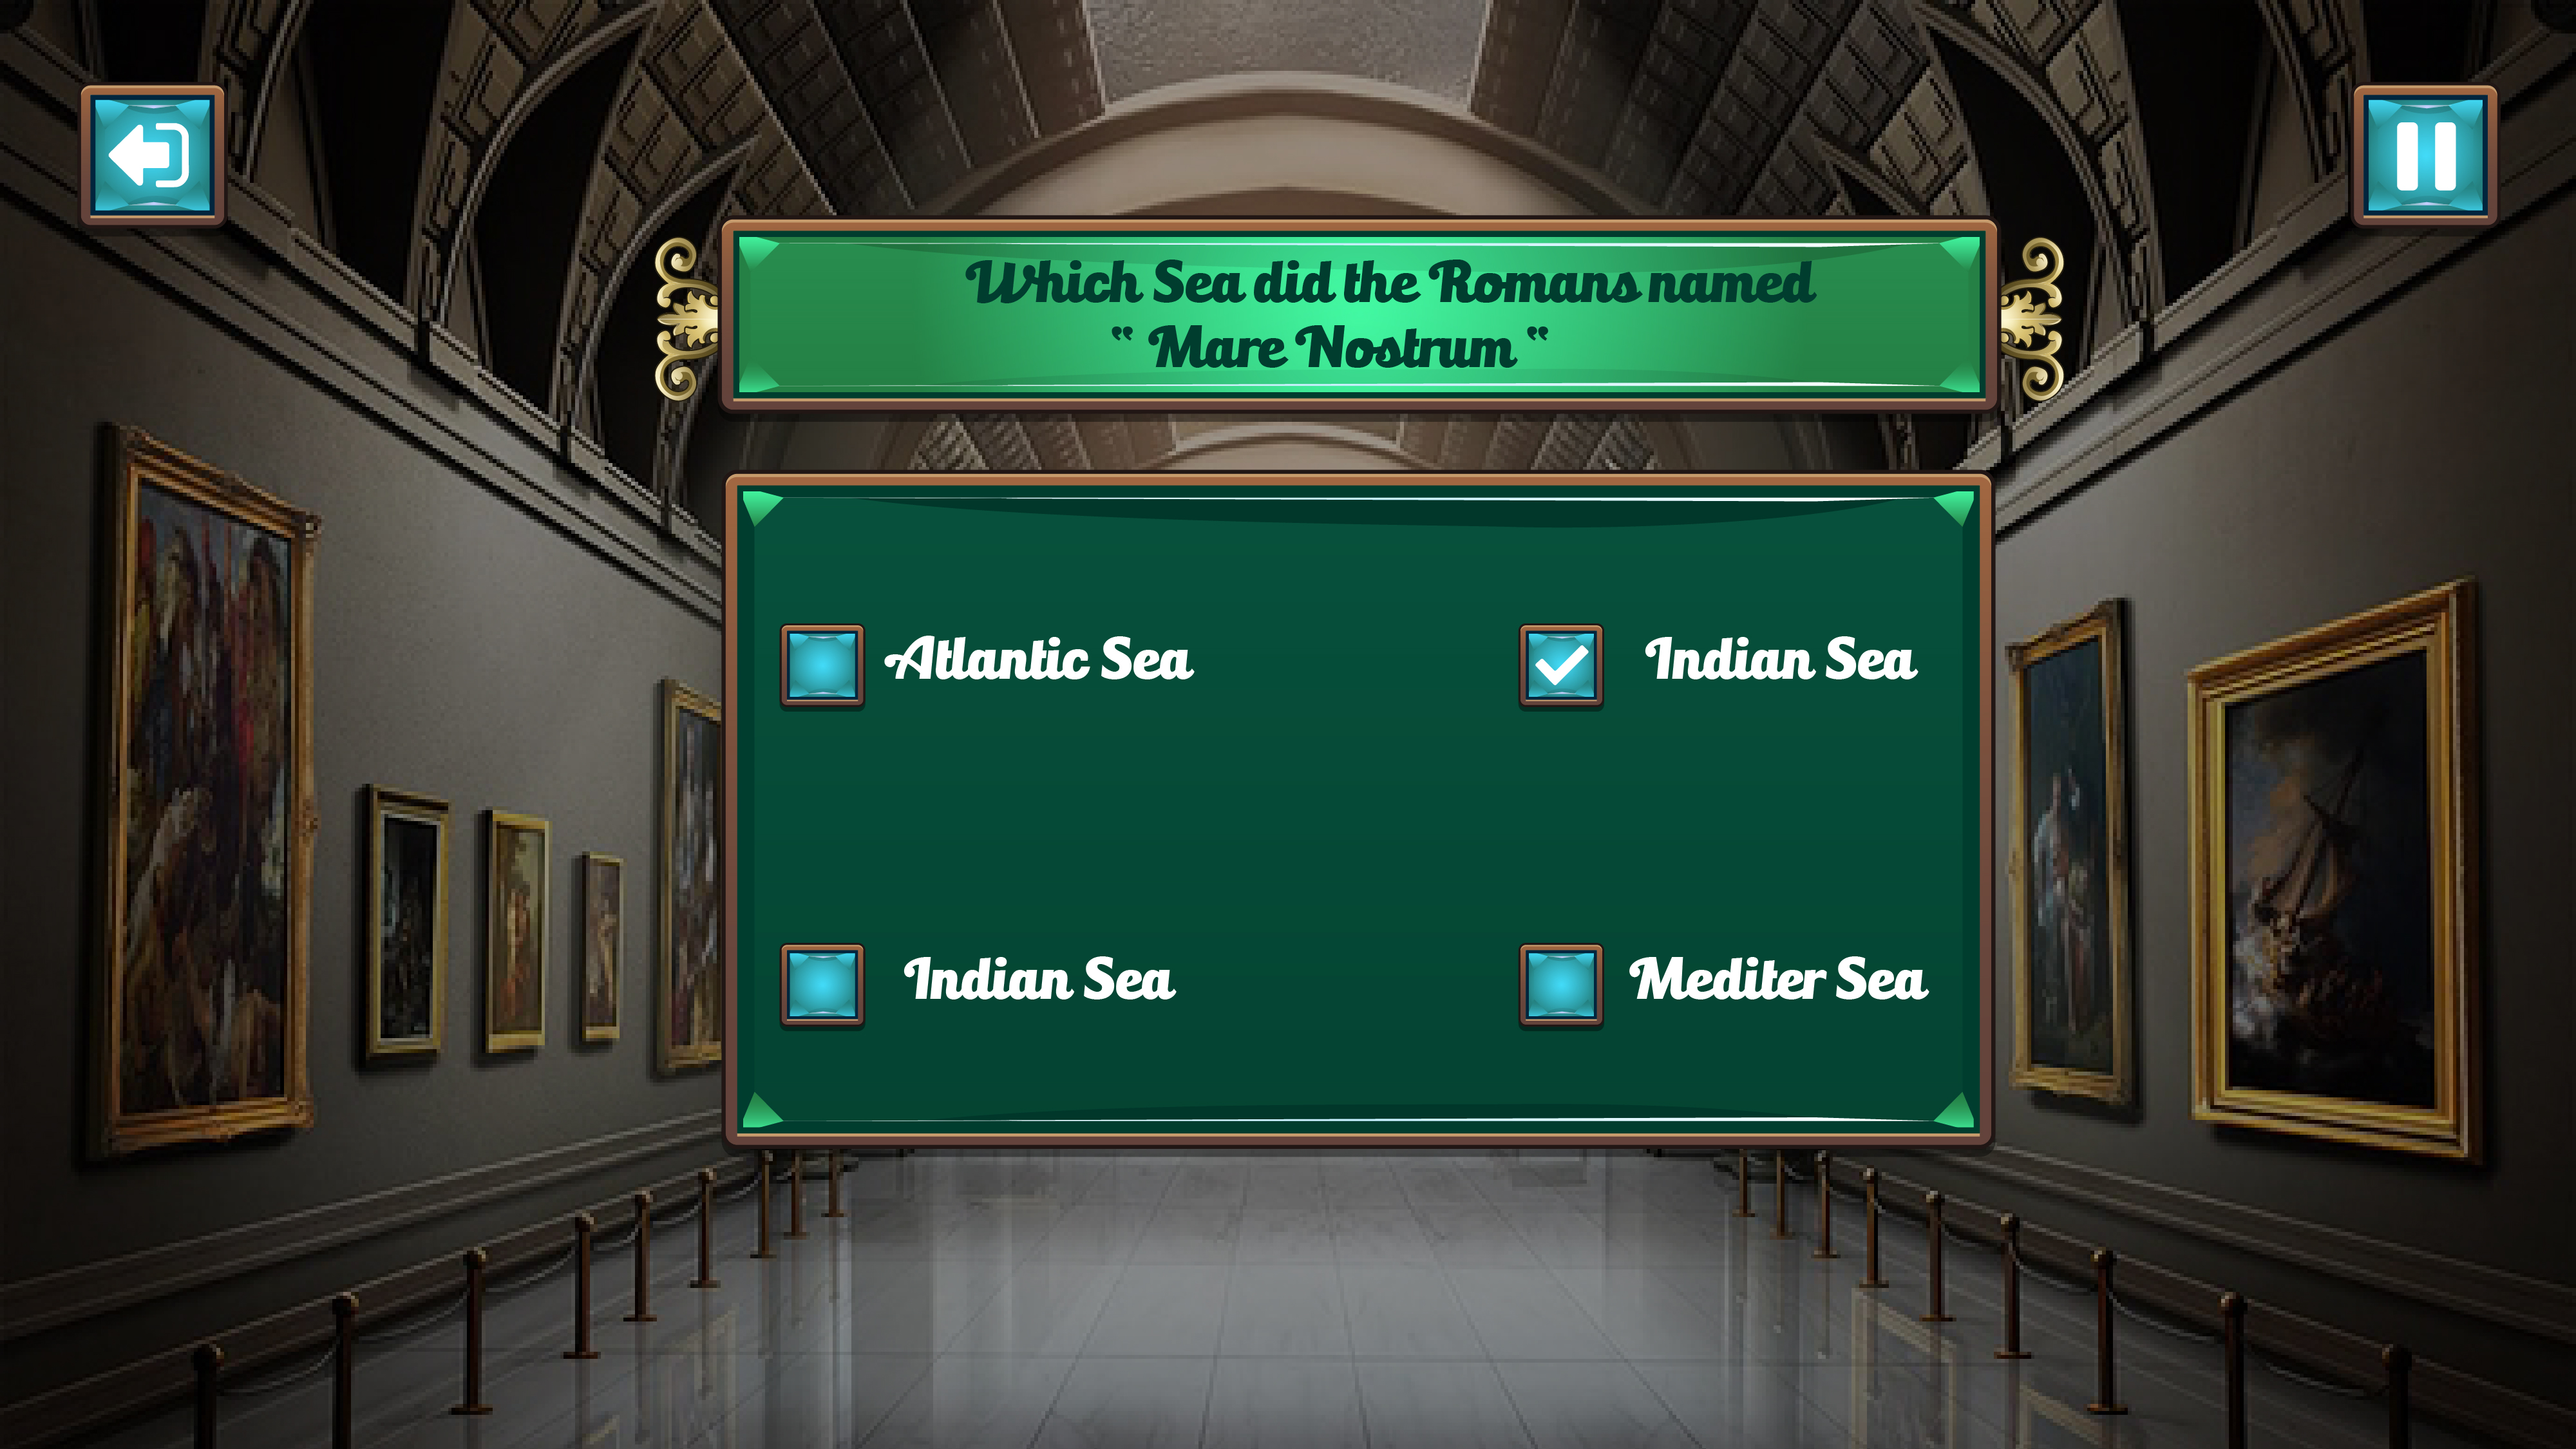 Which Sea did the Romans named
“ Mare Nostrum “
Atlantic Sea
Indian Sea
Indian Sea
Mediter Sea